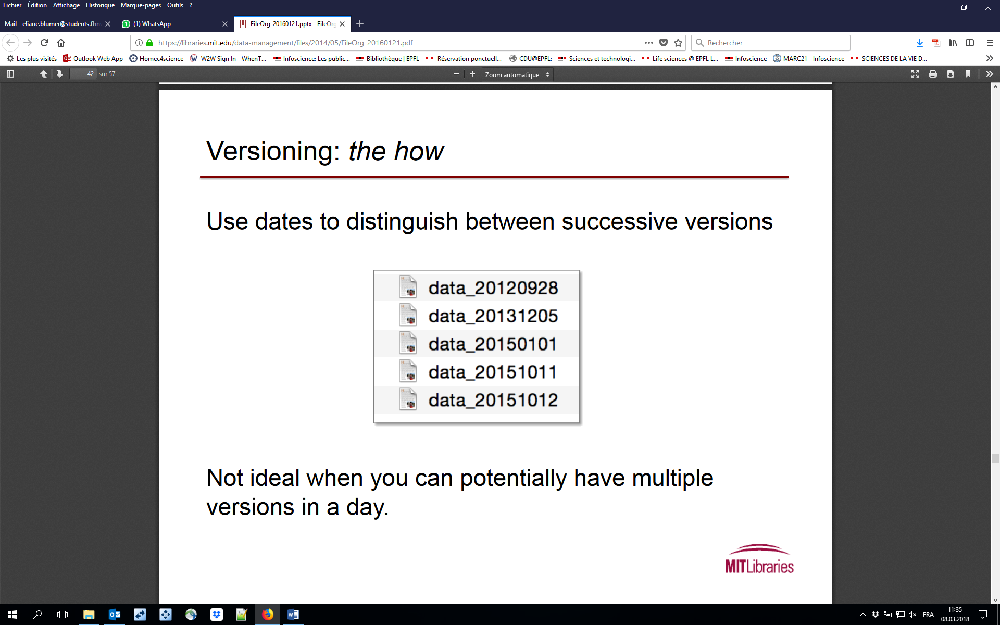 Fichier Édition Affichage Historique Marque-pages Outils ?
Mail - eliane.blumer@students.fhn
(1) WhatsApp
FileOrg_20160121.pptx - FileOrg
https://libraries.mit.edu/data-management/files/2014/05/FileOrg_20160121.pdf
Rechercher
Les plus visités Outlook Web App Homec4science W2W Sign In - WhenT... Infoscience: Les public... Bibliothèque | EPFL Réservation ponctuell... CDU@EPFL: Sciences et technologi... Life sciences @ EPFL L... Infoscience MARC21 - Infoscience SCIENCES DE LA VIE D...
42 sur 57
Zoom automatique
Versioning: the how
Use dates to distinguish between successive versions
data_20120928
data_20131205
data_20150101
data_20151011
data_20151012
Not ideal when you can potentially have multiple
versions in a day.
MITLibraries
FRA
11:35
08.03.2018